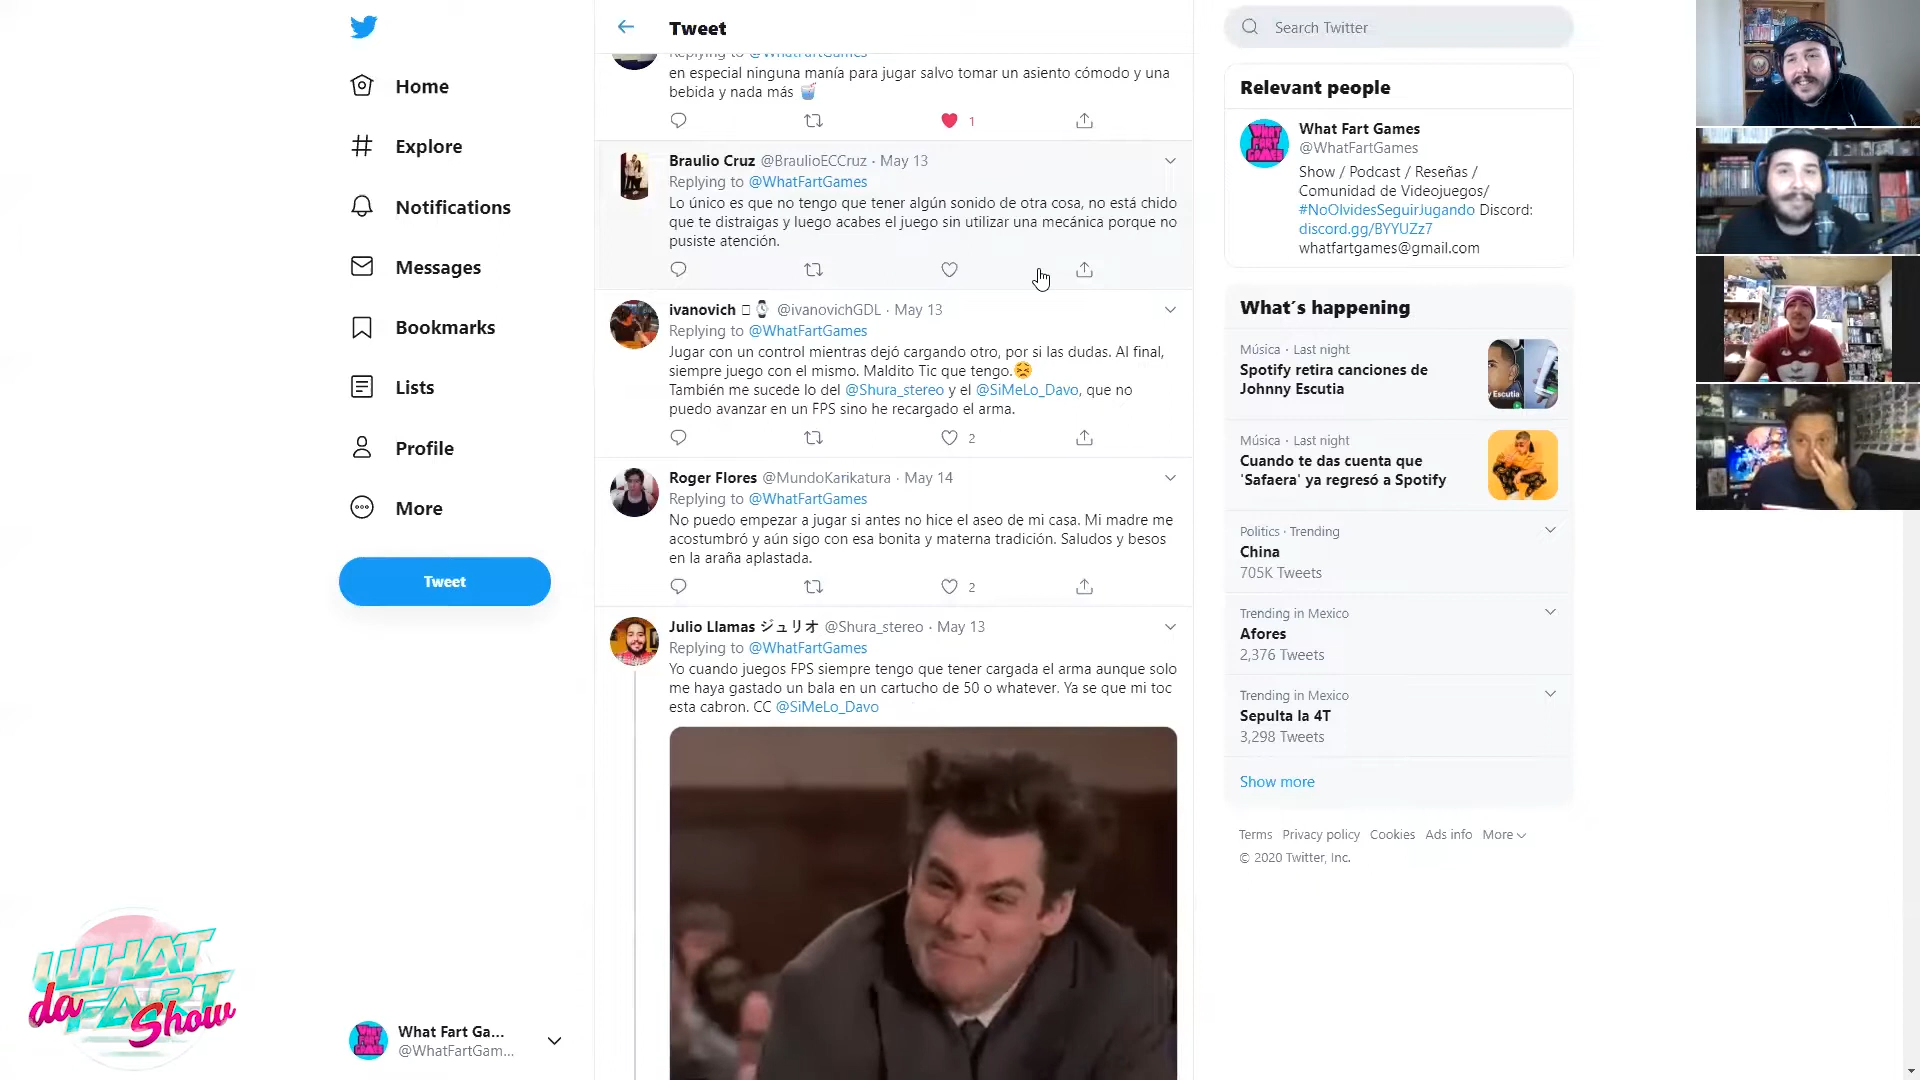 Home
Explore
Notifications
Messages
Bookmarks
Lists
Profile
More
Tweet
What Fart Ga...
@WhatFartGam...
WHAT
da FART
Show
Tweet
Replying to @WhatFartGames
en especial ninguna manía para jugar salvo tomar un asiento cómodo y una
bebida y nada más 🥤
1
Braulio Cruz @BraulioECCruz · May 13
Replying to @WhatFartGames
Lo único es que no tengo que tener algún sonido de otra cosa, no está chido
que te distraigas y luego acabes el juego sin utilizar una mecánica porque no
pusiste atención.
ivanovich @ivanovichGDL · May 13
Replying to @WhatFartGames
Jugar con un control mientras dejó cargando otro, por si las dudas. Al final,
siempre juego con el mismo. Maldito Tic que tengo.😣
También me sucede lo del @Shura_stereo y el @SiMeLo_Davo, que no
puedo avanzar en un FPS sino he recargado el arma.
2
Roger Flores @MundoKarikatura · May 14
Replying to @WhatFartGames
No puedo empezar a jugar si antes no hice el aseo de mi casa. Mi madre me
acostumbró y aún sigo con esa bonita y materna tradición. Saludos y besos
en la araña aplastada.
2
Julio Llamas ジュリオ @Shura_stereo · May 13
Replying to @WhatFartGames
Yo cuando juegos FPS siempre tengo que tener cargada el arma aunque solo
me haya gastado un bala en un cartucho de 50 o whatever. Ya se que mi toc
esta cabron. CC @SiMeLo_Davo
Search Twitter
Relevant people
What Fart Games
@WhatFartGames
Show / Podcast / Reseñas /
Comunidad de Videojuegos/
#NoOlvidesSeguirJugando Discord:
discord.gg/BYYUZz7
whatfartgames@gmail.com
What's happening
Música · Last night
Spotify retira canciones de
Johnny Escutia
Música · Last night
Cuando te das cuenta que
'Safaera' ya regresó a Spotify
Politics · Trending
China
705K Tweets
Trending in Mexico
Afores
2,376 Tweets
Trending in Mexico
Sepulta la 4T
3,298 Tweets
Show more
Terms Privacy policy Cookies Ads info More
© 2020 Twitter, Inc.